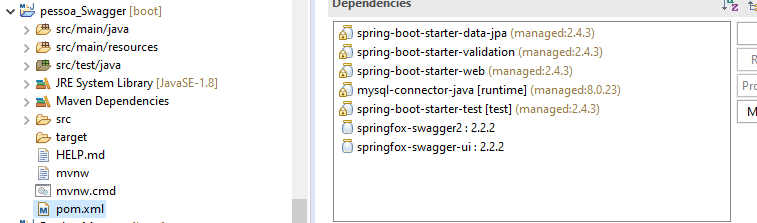 pessoa_Swagger [boot]
src/main/java
src/main/resources
src/test/java
JRE System Library [JavaSE-1.8]
Maven Dependencies
src
target
HELP.md
mvnw
mvnw.cmd
pom.xml
Dependencies
spring-boot-starter-data-jpa (managed:2.4.3)
spring-boot-starter-validation (managed:2.4.3)
spring-boot-starter-web (managed:2.4.3)
mysql-connector-java [runtime] (managed:8.0.23)
spring-boot-starter-test [test] (managed:2.4.3)
springfox-swagger2 : 2.2.2
springfox-swagger-ui : 2.2.2